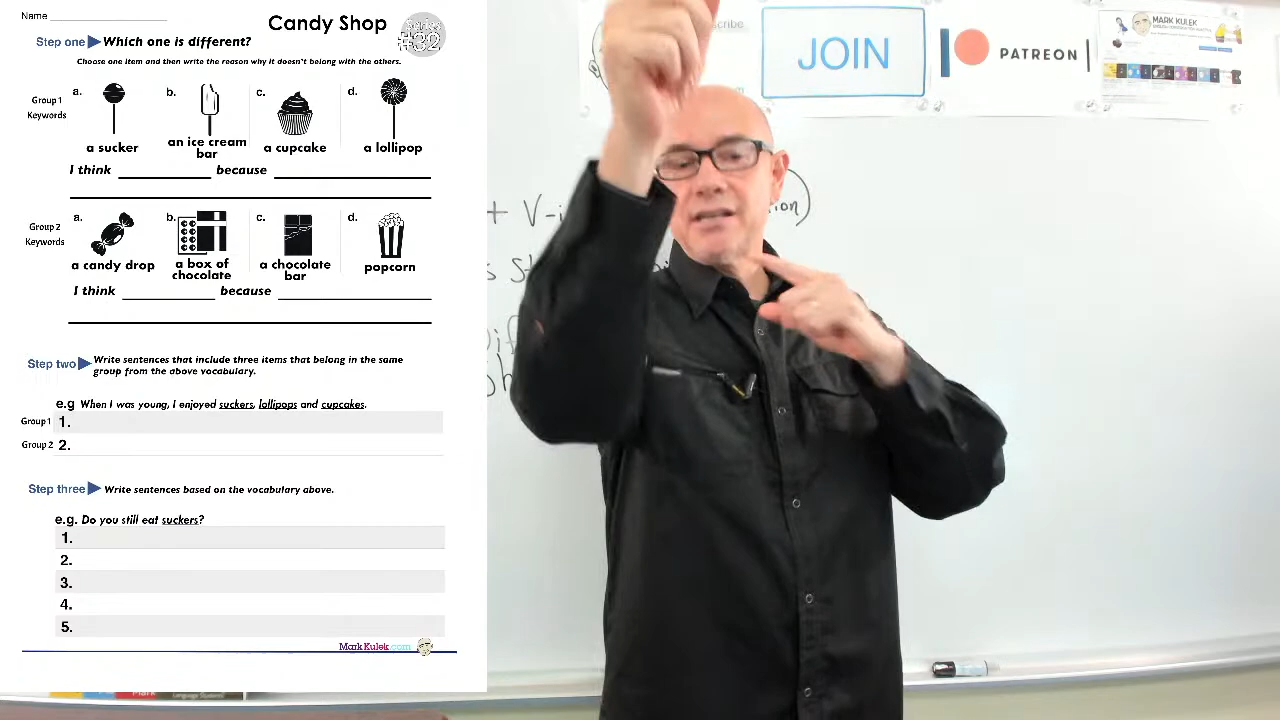 Name
Candy Shop
Step one Which one is different?
Choose one item and then write the reason why it doesn't belong with the others.
Group 1
Keywords
a.
b.
c.
d.
a sucker
an ice cream
bar
a cupcake
a lollipop
I think because
Group 2
Keywords
a.
b.
c.
d.
a candy drop
a box of
chocolate
a chocolate
bar
popcorn
I think because
Step two Write sentences that include three items that belong in the same
group from the above vocabulary.
e.g When I was young, I enjoyed suckers, lollipops and cupcakes.
Group 1 1.
Group 2 2.
Step three Write sentences based on the vocabulary above.
e.g. Do you still eat suckers?
1.
2.
3.
4.
5.
MarkKulek.com
JOIN
PATREON
MARK KULEK
+ V-i